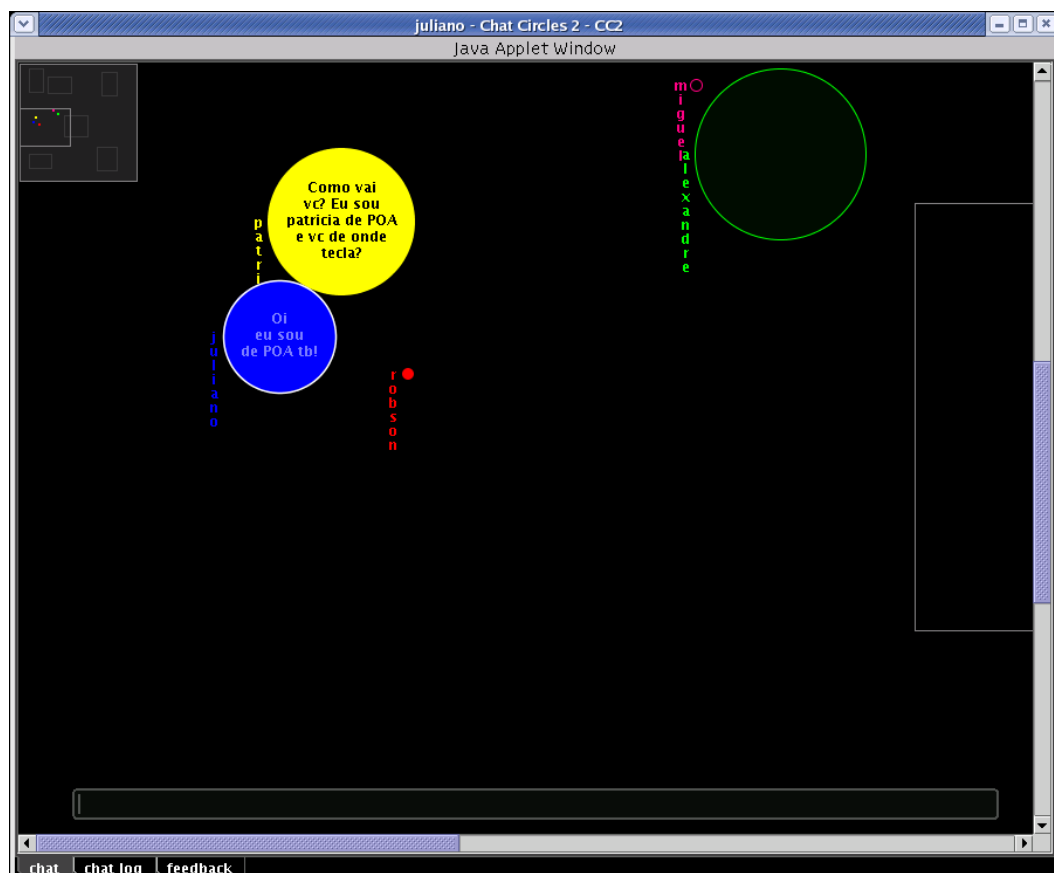 juliano - Chat Circles 2 - CC2
Java Applet Window
miguel
alexandre
Como vai
vc? Eu sou
patricia de POA
e vc de onde
tecla?
patri
Oi
eu sou
de POA tb!
juliano
robson
chat
chat log
feedback